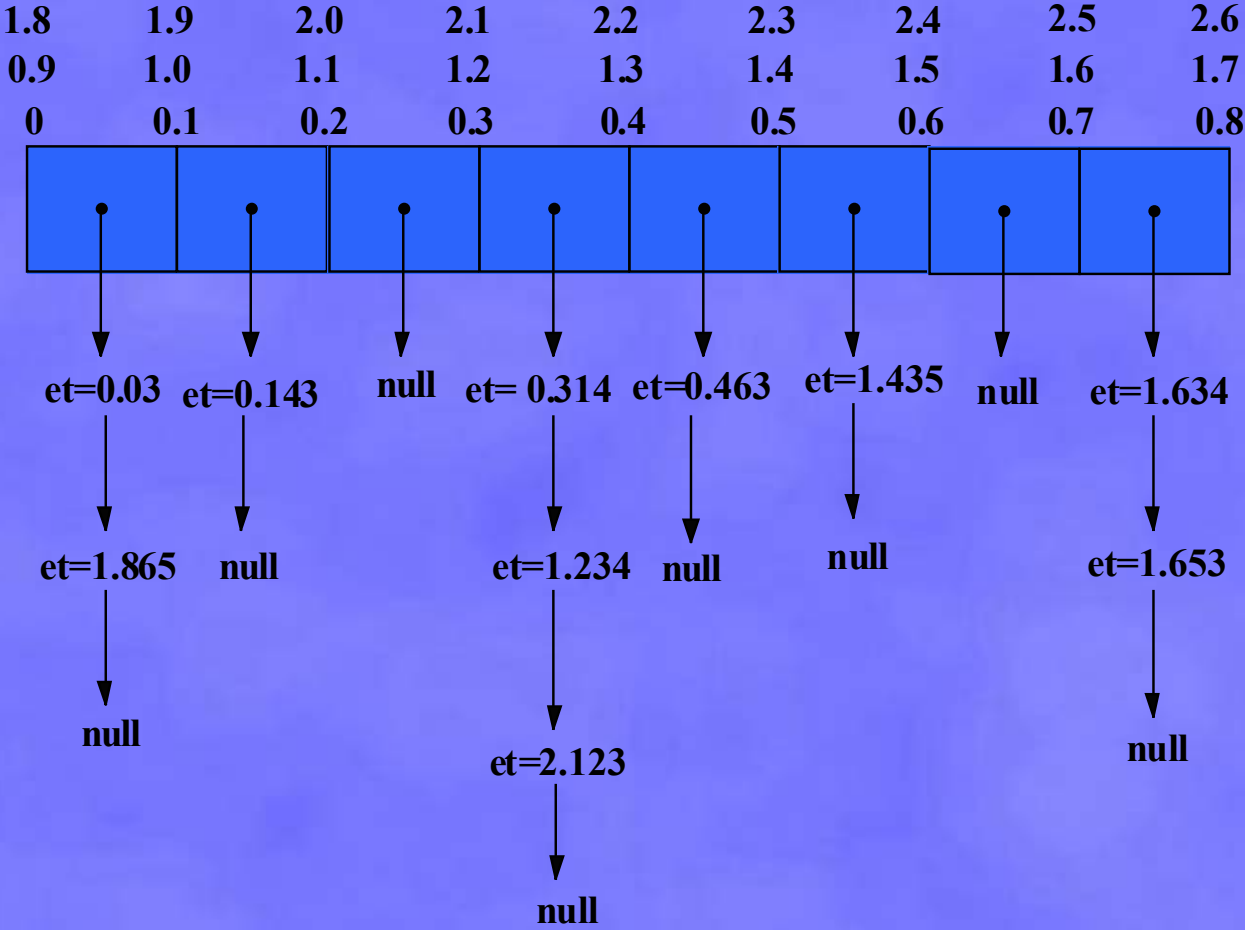 1.8 1.9 2.0 2.1 2.2 2.3 2.4 2.5 2.6
0.9 1.0 1.1 1.2 1.3 1.4 1.5 1.6 1.7
0 0.1 0.2 0.3 0.4 0.5 0.6 0.7 0.8
et=0.03 et=0.143 null et= 0.314 et=0.463 et=1.435 null et=1.634
et=1.865 null et=1.234 null null et=1.653
null et=2.123 null
null